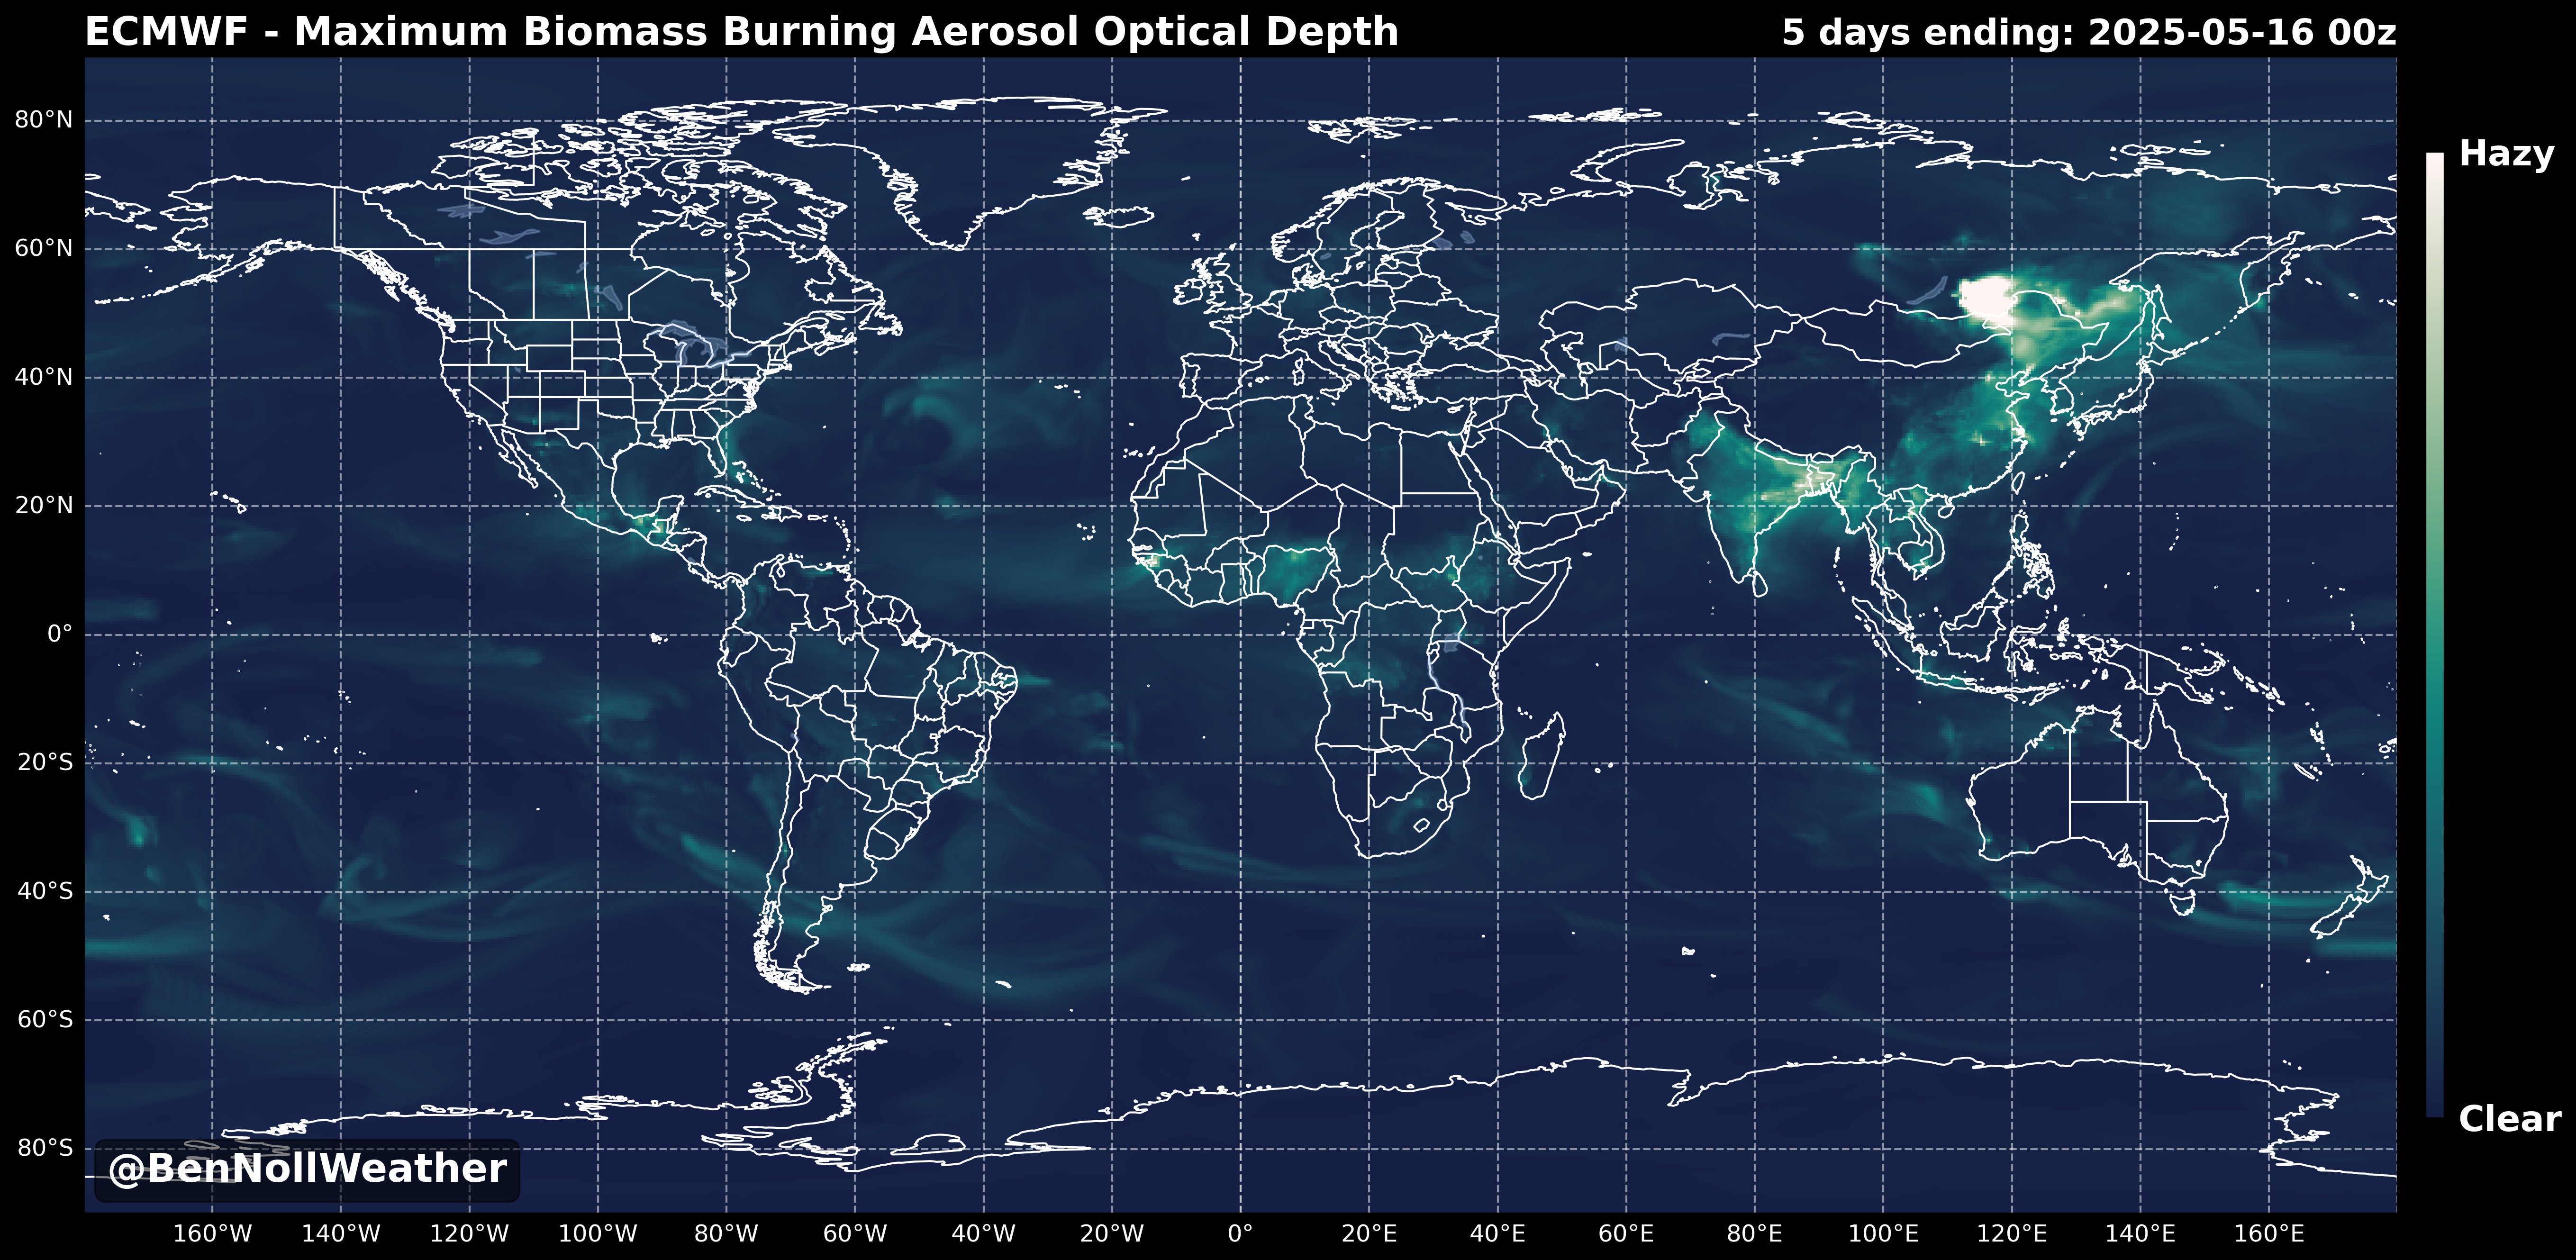 ECMWF - Maximum Biomass Burning Aerosol Optical Depth
5 days ending: 2025-05-16 00z
Hazy
80°N
60°N
40°N
20°N
0°
20°S
40°S
60°S
80°S
Clear
@BenNollWeather
160°W 140°W 120°W 100°W 80°W 60°W 40°W 20°W 0° 20°E 40°E 60°E 80°E 100°E 120°E 140°E 160°E